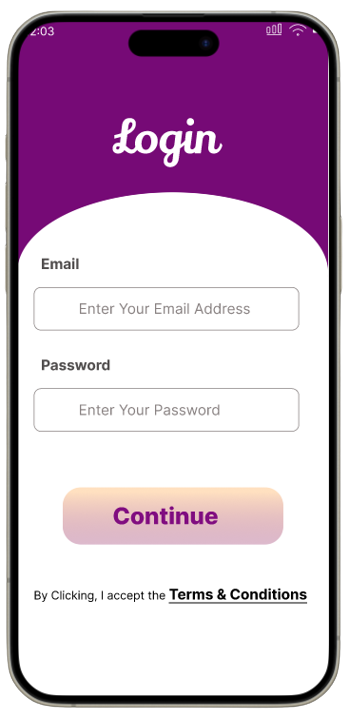 2:03
Login
Email
Enter Your Email Address
Password
Enter Your Password
Continue
By Clicking, I accept the Terms & Conditions